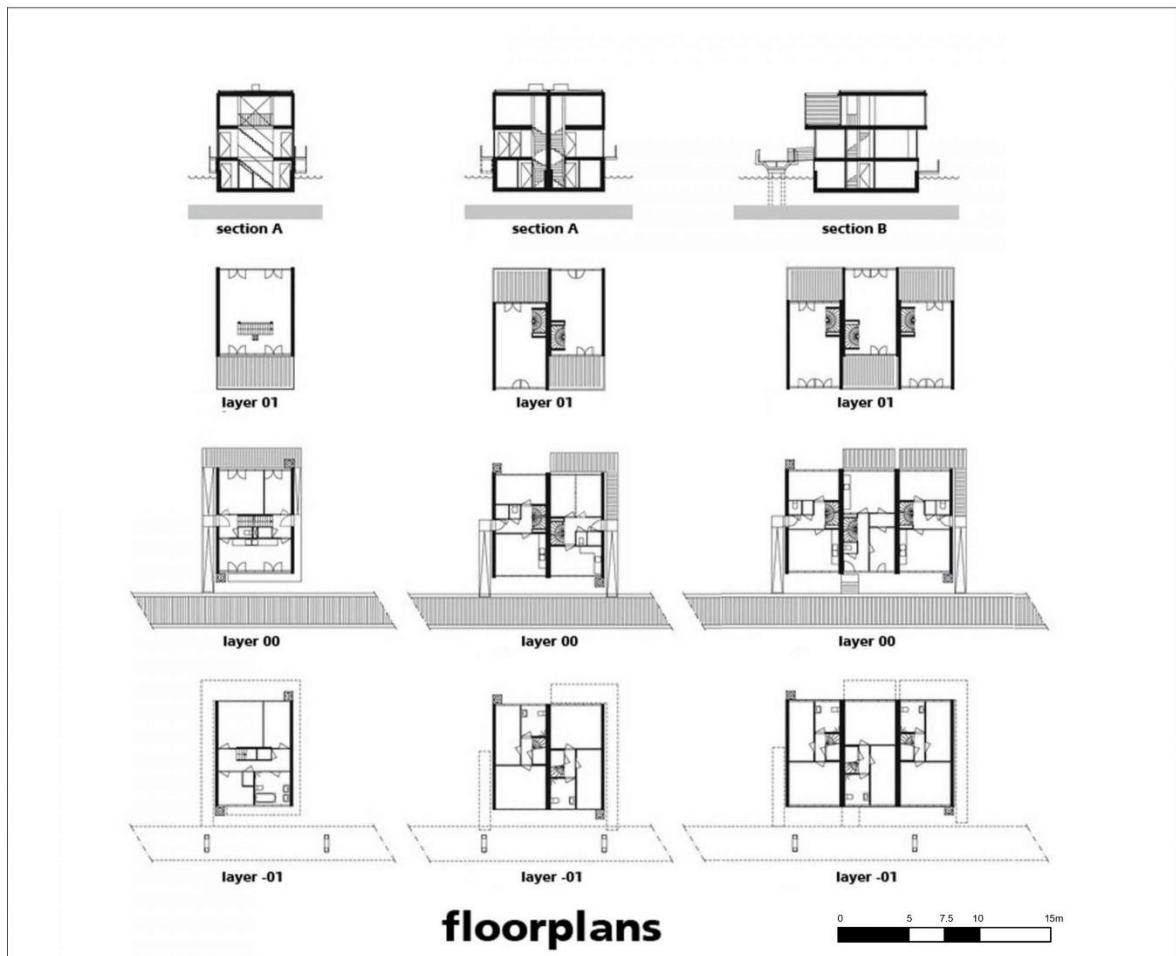 section A
section A
section B
layer 01
layer 01
layer 01
layer 00
layer 00
layer 00
layer -01
layer -01
layer -01
floorplans
0 5 7.5 10 15m